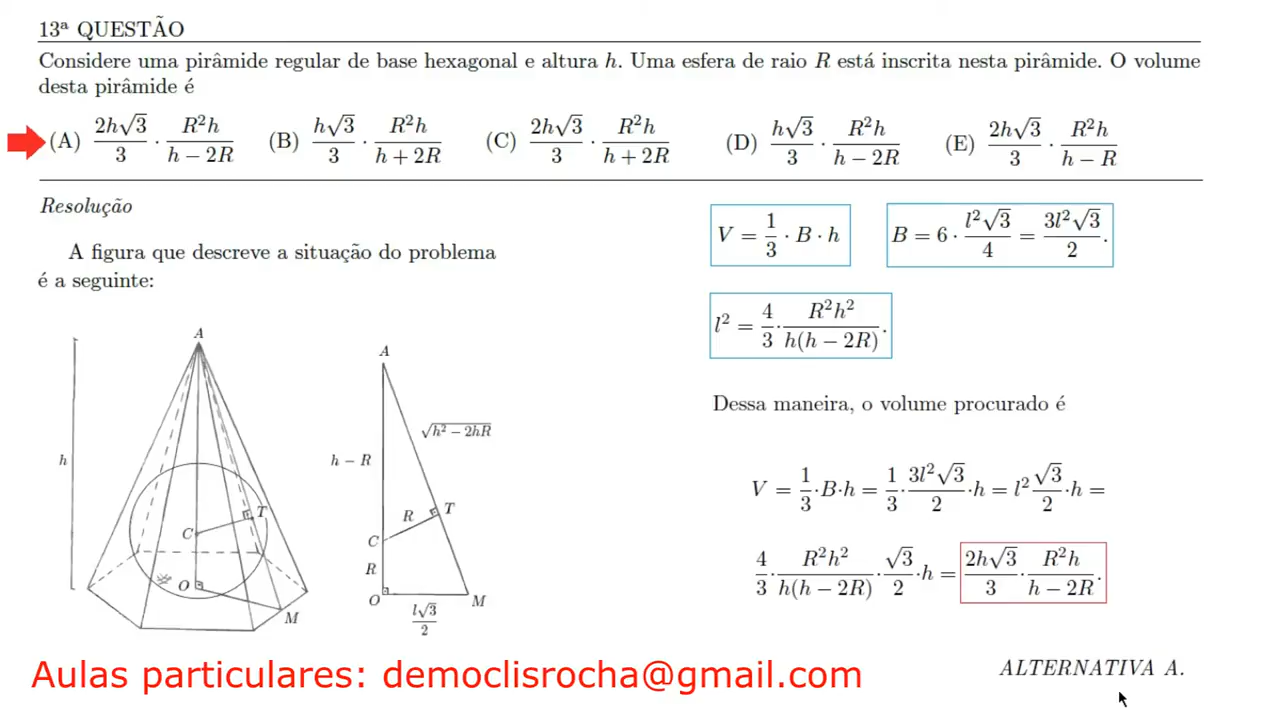 13ª QUESTÃO
Considere uma pirâmide regular de base hexagonal e altura h. Uma esfera de raio R está inscrita nesta pirâmide. O volume
desta pirâmide é
(A) 2h√3/3 · R²h/(h − 2R) (B) h√3/3 · R²h/(h + 2R) (C) 2h√3/3 · R²h/(h + 2R) (D) h√3/3 · R²h/(h − 2R) (E) 2h√3/3 · R²h/(h − R)
Resolução
A figura que descreve a situação do problema
é a seguinte:
A
h
C
T
O
M
A
√(h² − 2hR)
h − R
R
T
C
R
O
M
l√3/2
V = 1/3 · B · h
B = 6 · l²√3/4 = 3l²√3/2.
l² = 4/3 · R²h²/h(h − 2R).
Dessa maneira, o volume procurado é
V = 1/3 · B · h = 1/3 · 3l²√3/2 · h = l² √3/2 · h =
4/3 · R²h²/h(h − 2R) · √3/2 · h = 2h√3/3 · R²h/(h − 2R).
ALTERNATIVA A.
Aulas particulares: democlisrocha@gmail.com